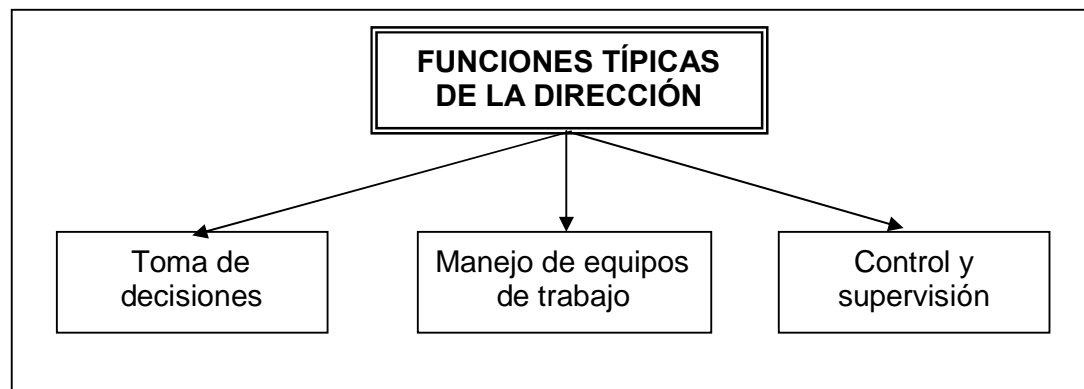 FUNCIONES TÍPICAS
DE LA DIRECCIÓN
Toma de
decisiones
Manejo de equipos
de trabajo
Control y
supervisión